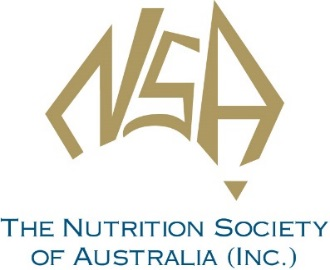 NSA
THE NUTRITION SOCIETY
OF AUSTRALIA (INC.)